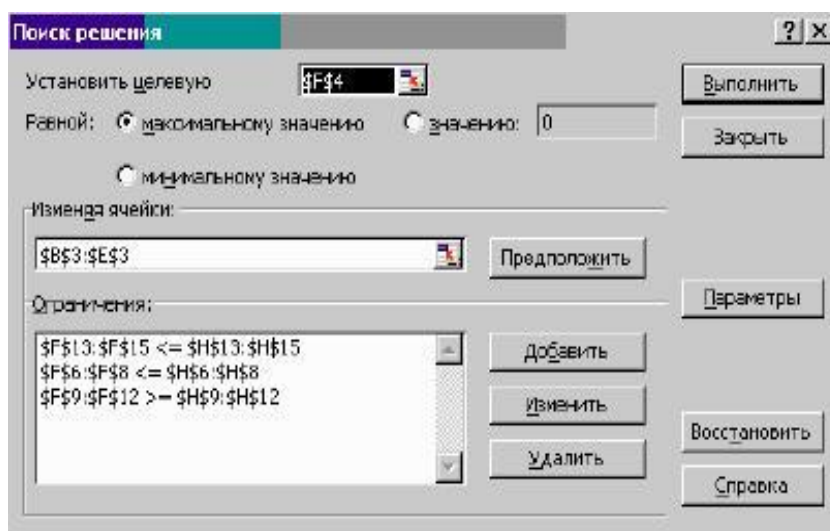 Поиск решения
Установить целевую $F$4 Выполнить
Равной: максимальному значению значению: 0 Закрыть
минимальному значению
Изменяя ячейки:
$B$3:$E$3 Предположить
Ограничения: Параметры
$F$13:$F$15 <= $H$13:$H$15 Добавить
$F$6:$F$8 <= $H$6:$H$8
$F$9:$F$12 >= $H$9:$H$12 Изменить
Восстановить
Удалить
Справка